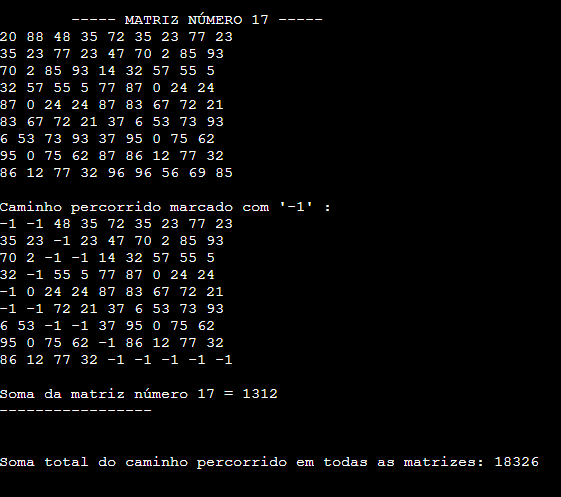 ----- MATRIZ NÚMERO 17 -----
20 88 48 35 72 35 23 77 23
35 23 77 23 47 70 2 85 93
70 2 85 93 14 32 57 55 5
32 57 55 5 77 87 0 24 24
87 0 24 24 87 83 67 72 21
83 67 72 21 37 6 53 73 93
6 53 73 93 37 95 0 75 62
95 0 75 62 87 86 12 77 32
86 12 77 32 96 96 56 69 85
Caminho percorrido marcado com '-1' :
-1 -1 48 35 72 35 23 77 23
35 23 -1 23 47 70 2 85 93
70 2 -1 -1 14 32 57 55 5
32 -1 55 5 77 87 0 24 24
-1 0 24 24 87 83 67 72 21
-1 -1 72 21 37 6 53 73 93
6 53 -1 -1 37 95 0 75 62
95 0 75 62 -1 86 12 77 32
86 12 77 32 -1 -1 -1 -1 -1
Soma da matriz número 17 = 1312
-----------------
Soma total do caminho percorrido em todas as matrizes: 18326